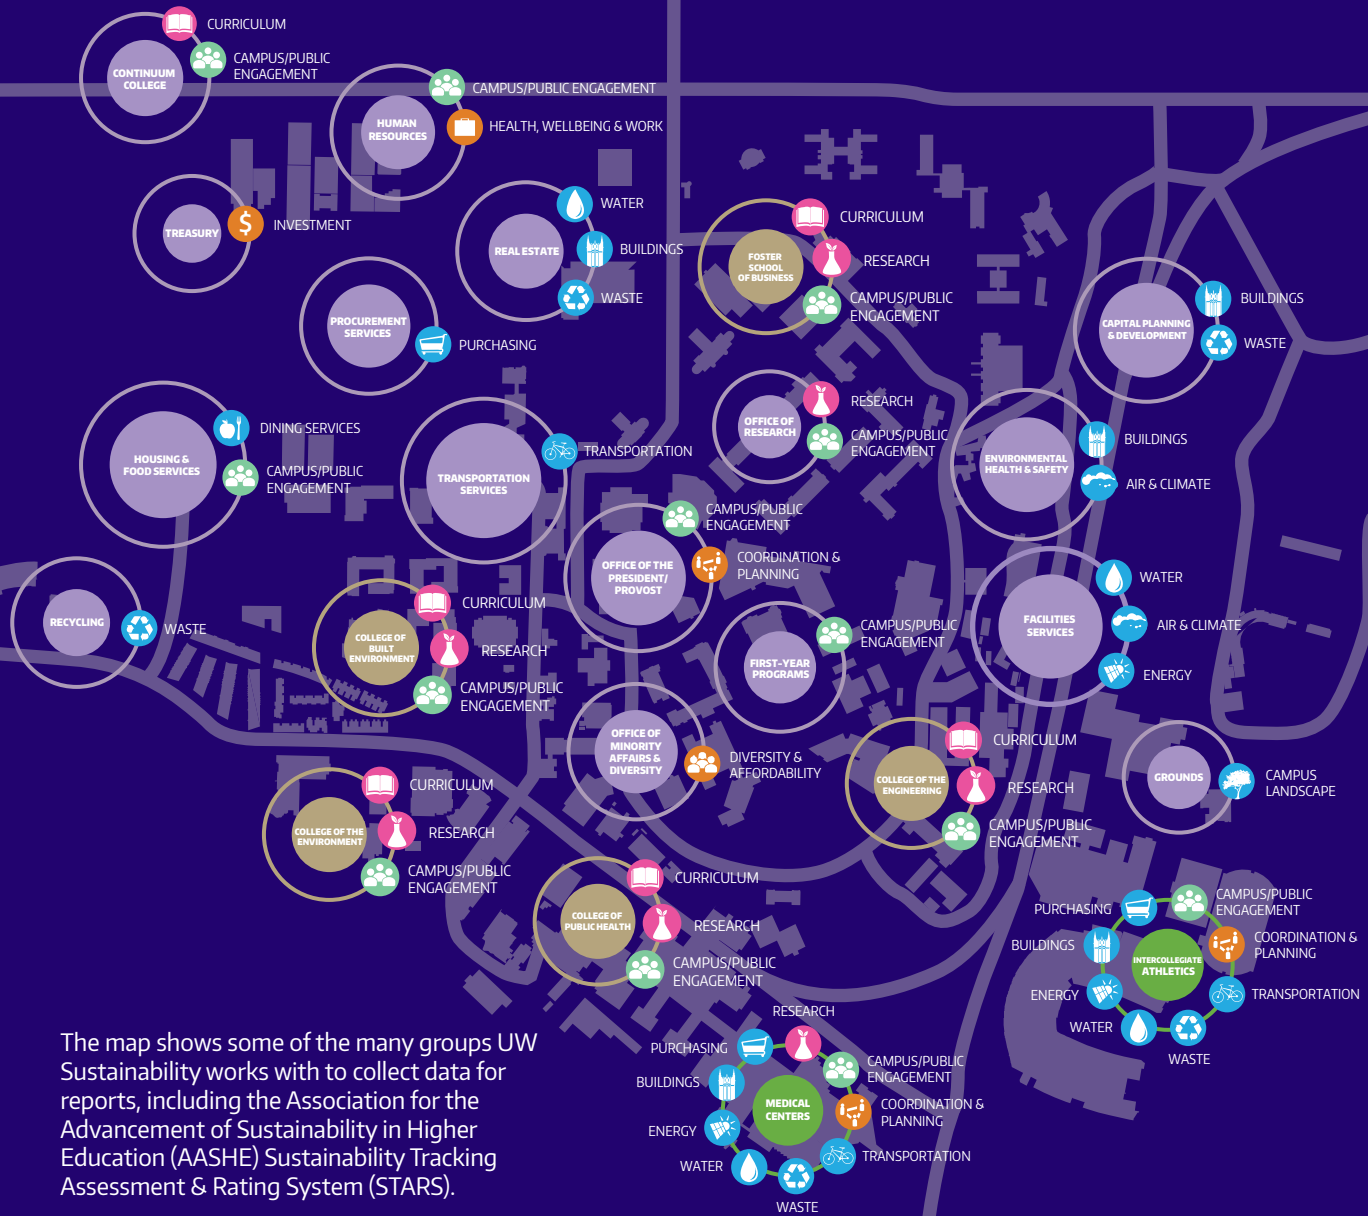 CURRICULUM
CAMPUS/PUBLIC
ENGAGEMENT
CONTINUUM
COLLEGE
CAMPUS/PUBLIC ENGAGEMENT
HEALTH, WELLBEING & WORK
HUMAN
RESOURCES
TREASURY
INVESTMENT
REAL ESTATE
WATER
BUILDINGS
WASTE
FOSTER
SCHOOL
OF BUSINESS
CURRICULUM
RESEARCH
CAMPUS/PUBLIC
ENGAGEMENT
PROCUREMENT
SERVICES
PURCHASING
CAPITAL PLANNING
& DEVELOPMENT
BUILDINGS
WASTE
HOUSING &
FOOD SERVICES
DINING SERVICES
CAMPUS/PUBLIC
ENGAGEMENT
TRANSPORTATION
SERVICES
TRANSPORTATION
OFFICE OF
RESEARCH
RESEARCH
CAMPUS/PUBLIC
ENGAGEMENT
ENVIRONMENTAL
HEALTH & SAFETY
BUILDINGS
AIR & CLIMATE
OFFICE OF THE
PRESIDENT/
PROVOST
CAMPUS/PUBLIC
ENGAGEMENT
COORDINATION &
PLANNING
RECYCLING
WASTE
COLLEGE OF
BUILT
ENVIRONMENT
CURRICULUM
RESEARCH
CAMPUS/PUBLIC
ENGAGEMENT
FIRST-YEAR
PROGRAMS
CAMPUS/PUBLIC
ENGAGEMENT
FACILITIES
SERVICES
WATER
AIR & CLIMATE
ENERGY
OFFICE OF
MINORITY
AFFAIRS &
DIVERSITY
DIVERSITY &
AFFORDABILITY
COLLEGE OF THE
ENGINEERING
CURRICULUM
RESEARCH
CAMPUS/PUBLIC
ENGAGEMENT
GROUNDS
CAMPUS
LANDSCAPE
COLLEGE OF THE
ENVIRONMENT
CURRICULUM
RESEARCH
CAMPUS/PUBLIC
ENGAGEMENT
COLLEGE OF
PUBLIC HEALTH
CURRICULUM
RESEARCH
CAMPUS/PUBLIC
ENGAGEMENT
INTERCOLLEGIATE
ATHLETICS
PURCHASING
CAMPUS/PUBLIC
ENGAGEMENT
BUILDINGS
COORDINATION &
PLANNING
ENERGY
TRANSPORTATION
WATER
WASTE
MEDICAL
CENTERS
RESEARCH
PURCHASING
CAMPUS/PUBLIC
ENGAGEMENT
BUILDINGS
COORDINATION &
PLANNING
ENERGY
TRANSPORTATION
WATER
WASTE
The map shows some of the many groups UW
Sustainability works with to collect data for
reports, including the Association for the
Advancement of Sustainability in Higher
Education (AASHE) Sustainability Tracking
Assessment & Rating System (STARS).